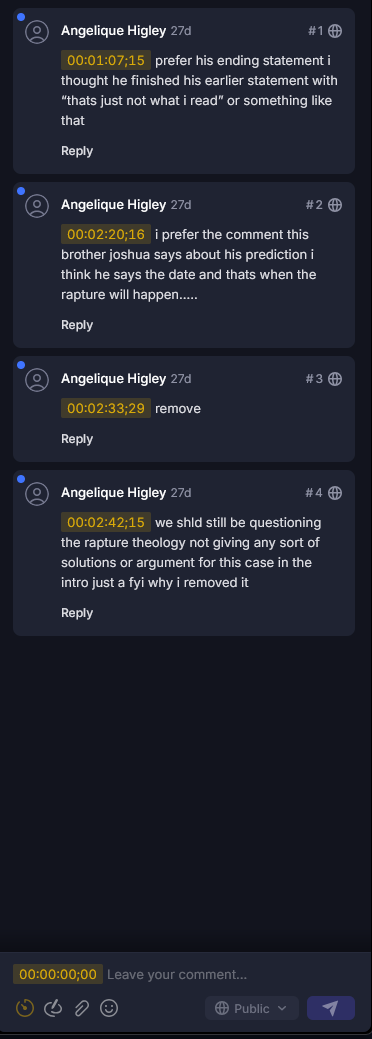 Angelique Higley 27d #1
00:01:07;15 prefer his ending statement i
thought he finished his earlier statement with
“thats just not what i read” or something like
that
Reply
Angelique Higley 27d #2
00:02:20;16 i prefer the comment this
brother joshua says about his prediction i
think he says the date and thats when the
rapture will happen.....
Reply
Angelique Higley 27d #3
00:02:33;29 remove
Reply
Angelique Higley 27d #4
00:02:42;15 we shld still be questioning
the rapture theology not giving any sort of
solutions or argument for this case in the
intro just a fyi why i removed it
Reply
00:00:00;00 Leave your comment...
Public